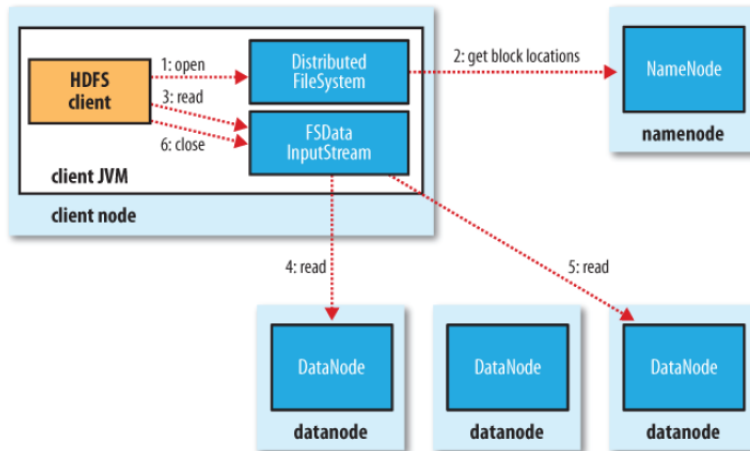 HDFS
client
1: open
3: read
6: close
Distributed
FileSystem
FSData
InputStream
2: get block locations
NameNode
namenode
client JVM
client node
4: read
5: read
DataNode
datanode
DataNode
datanode
DataNode
datanode